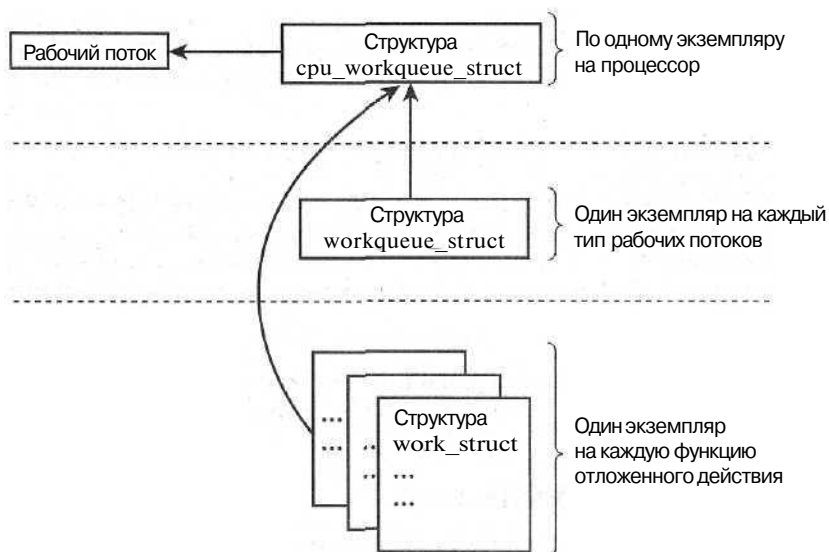 Рабочий поток
Структура
cpu_workqueue_struct
По одному экземпляру
на процессор
Структура
workqueue_struct
Один экземпляр на каждый
тип рабочих потоков
...
...
Структура
work_struct
...
...
Один экземпляр
на каждую функцию
отложенного действия